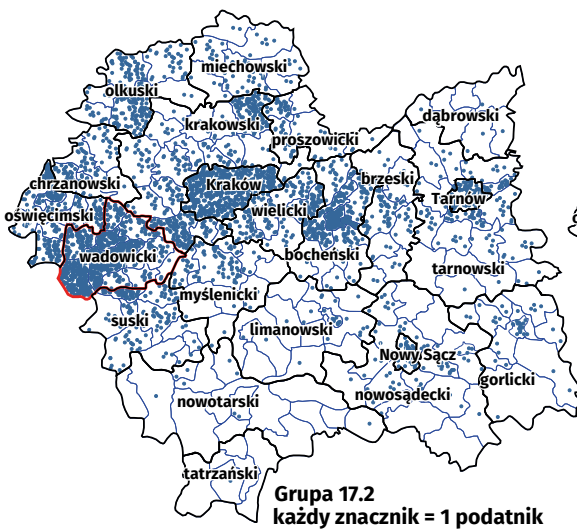 miechowski
olkuski
dąbrowski
krakowski
proszowicki
brzeski
chrzanowski
Kraków
Tarnów
oświęcimski
wielicki
wadowicki
bocheński
tarnowski
myślenicki
suski
limanowski
Nowy Sącz
gorlicki
nowotarski
nowosądecki
tatrzański
Grupa 17.2
każdy znacznik = 1 podatnik